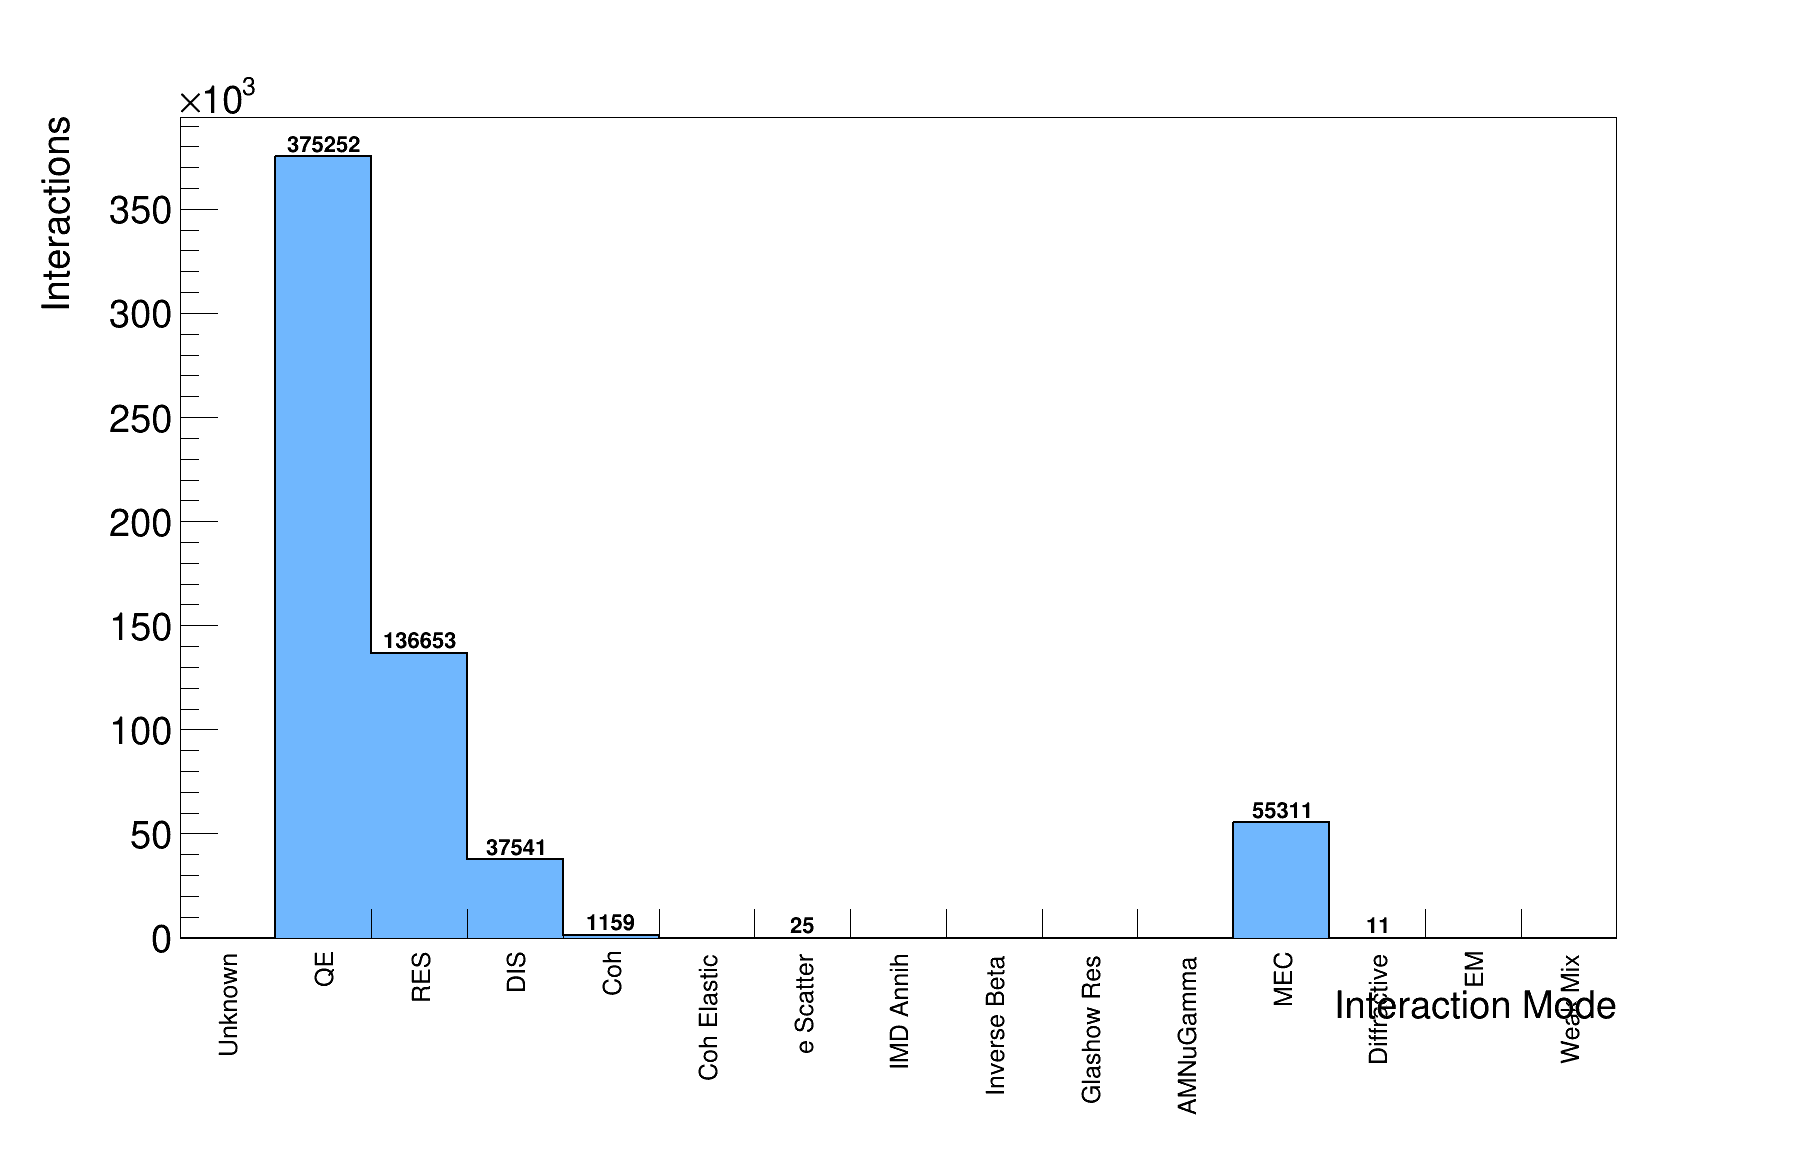 ×10³
Interactions
350
300
250
200
150
100
50
0
375252
136653
37541
1159
25
55311
11
Unknown
QE
RES
DIS
Coh
Coh Elastic
e Scatter
IMD Annih
Inverse Beta
Glashow Res
AMNuGamma
MEC
Diffractive
EM
Weak Mix
Interaction Mode